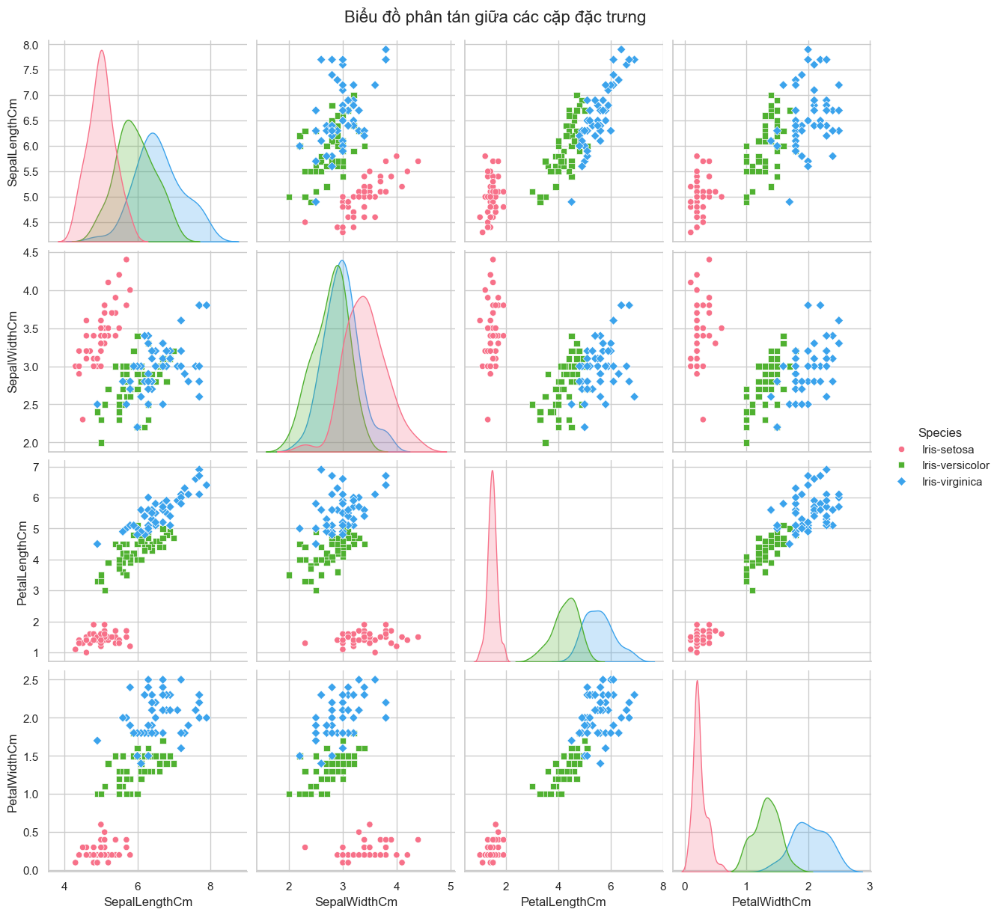 Biểu đồ phân tán giữa các cặp đặc trưng
8.0
7.5
7.0
6.5
6.0
5.5
5.0
4.5
SepalLengthCm
4.5
4.0
3.5
3.0
2.5
2.0
SepalWidthCm
7
6
5
4
3
2
1
PetalLengthCm
2.5
2.0
1.5
1.0
0.5
0.0
PetalWidthCm
4 6 8
SepalLengthCm
2 3 4 5
SepalWidthCm
2 4 6 8
PetalLengthCm
0 1 2 3
PetalWidthCm
Species
Iris-setosa
Iris-versicolor
Iris-virginica